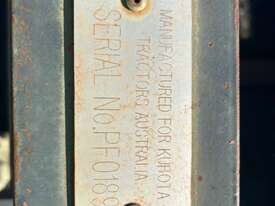 MANUFACTURED FOR KUBOTA
TRACTORS AUSTRALIA
SERIAL No.PF0189